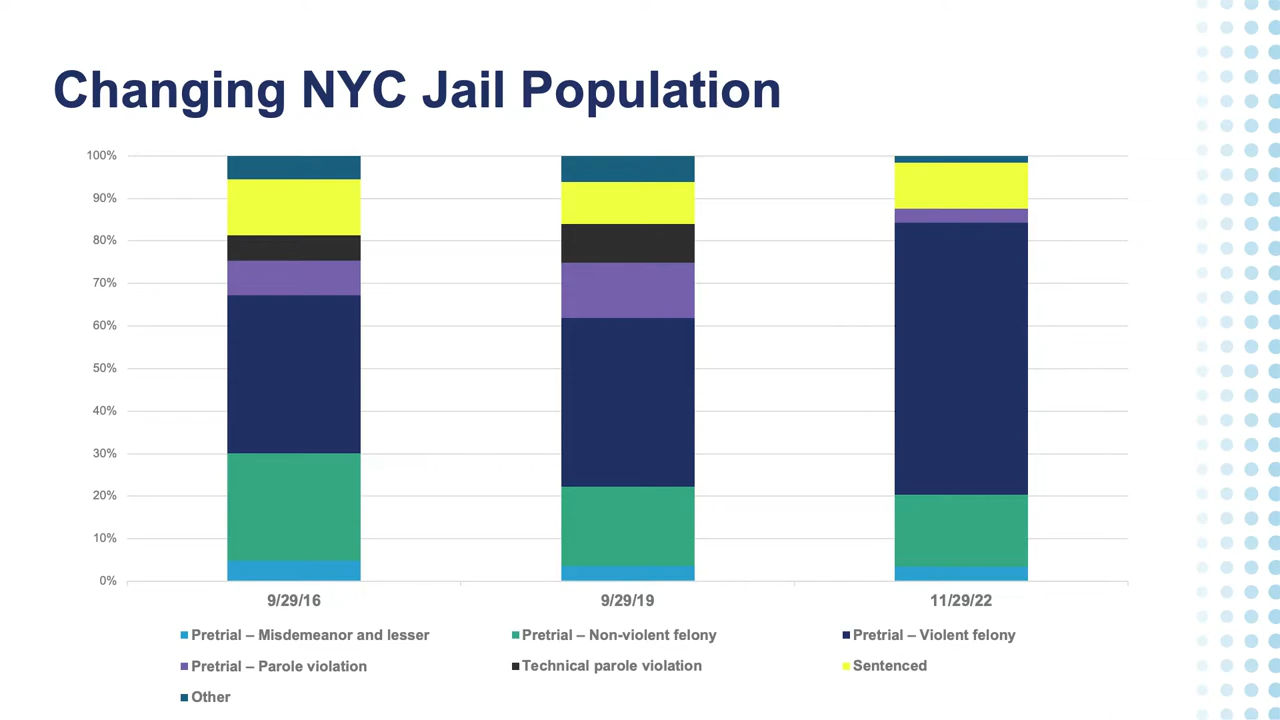 Changing NYC Jail Population
100%
90%
80%
70%
60%
50%
40%
30%
20%
10%
0%
9/29/16 9/29/19 11/29/22
Pretrial – Misdemeanor and lesser Pretrial – Non-violent felony Pretrial – Violent felony
Pretrial – Parole violation Technical parole violation Sentenced
Other